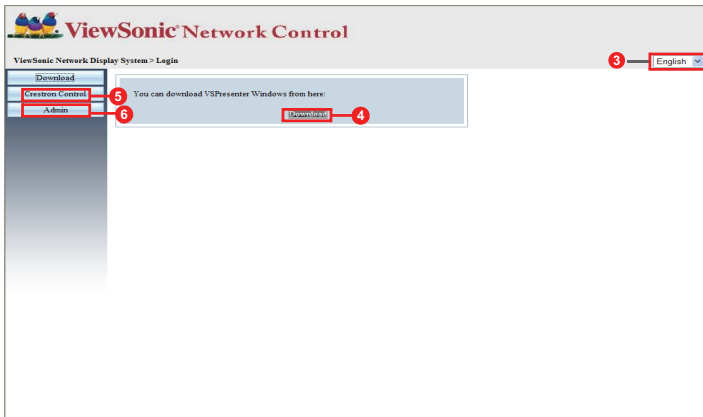 ViewSonic® Network Control
ViewSonic Network Display System > Login
3
English
Download
Crestron Control
5
Admin
6
You can download VSPresenter Windows from here:
Download
4